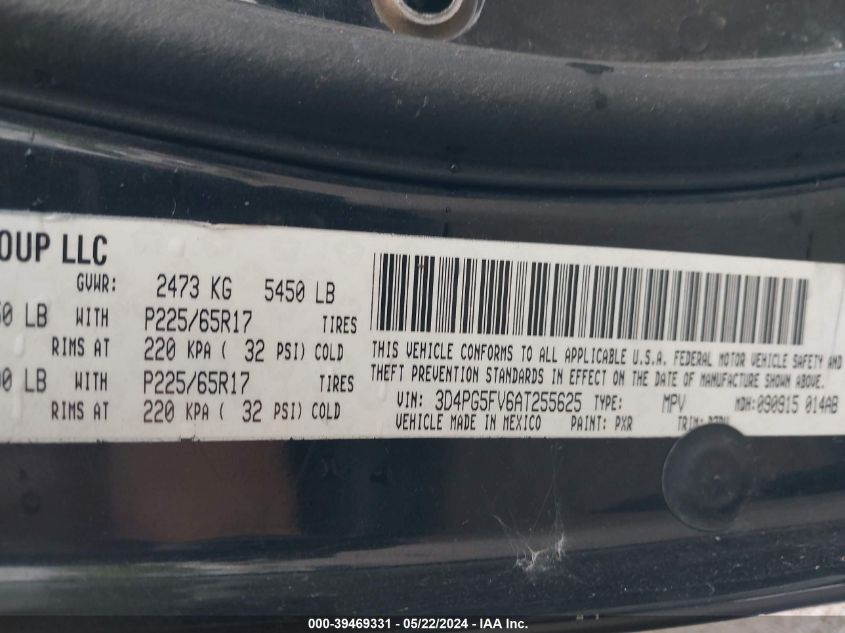 OUP LLC
GVWR: 2473 KG 5450 LB
LB WITH P225/65R17 TIRES
RIMS AT 220 KPA ( 32 PSI) COLD
LB WITH P225/65R17 TIRES
RIMS AT 220 KPA ( 32 PSI) COLD
THIS VEHICLE CONFORMS TO ALL APPLICABLE U.S.A. FEDERAL MOTOR VEHICLE SAFETY AND
THEFT PREVENTION STANDARDS IN EFFECT ON THE DATE OF MANUFACTURE SHOWN ABOVE.
VIN: 3D4PG5FV6AT255625 TYPE: MPV MDH:090915 014AB
VEHICLE MADE IN MEXICO PAINT: PXR TRIM:
000-39469331 - 05/22/2024 - IAA Inc.